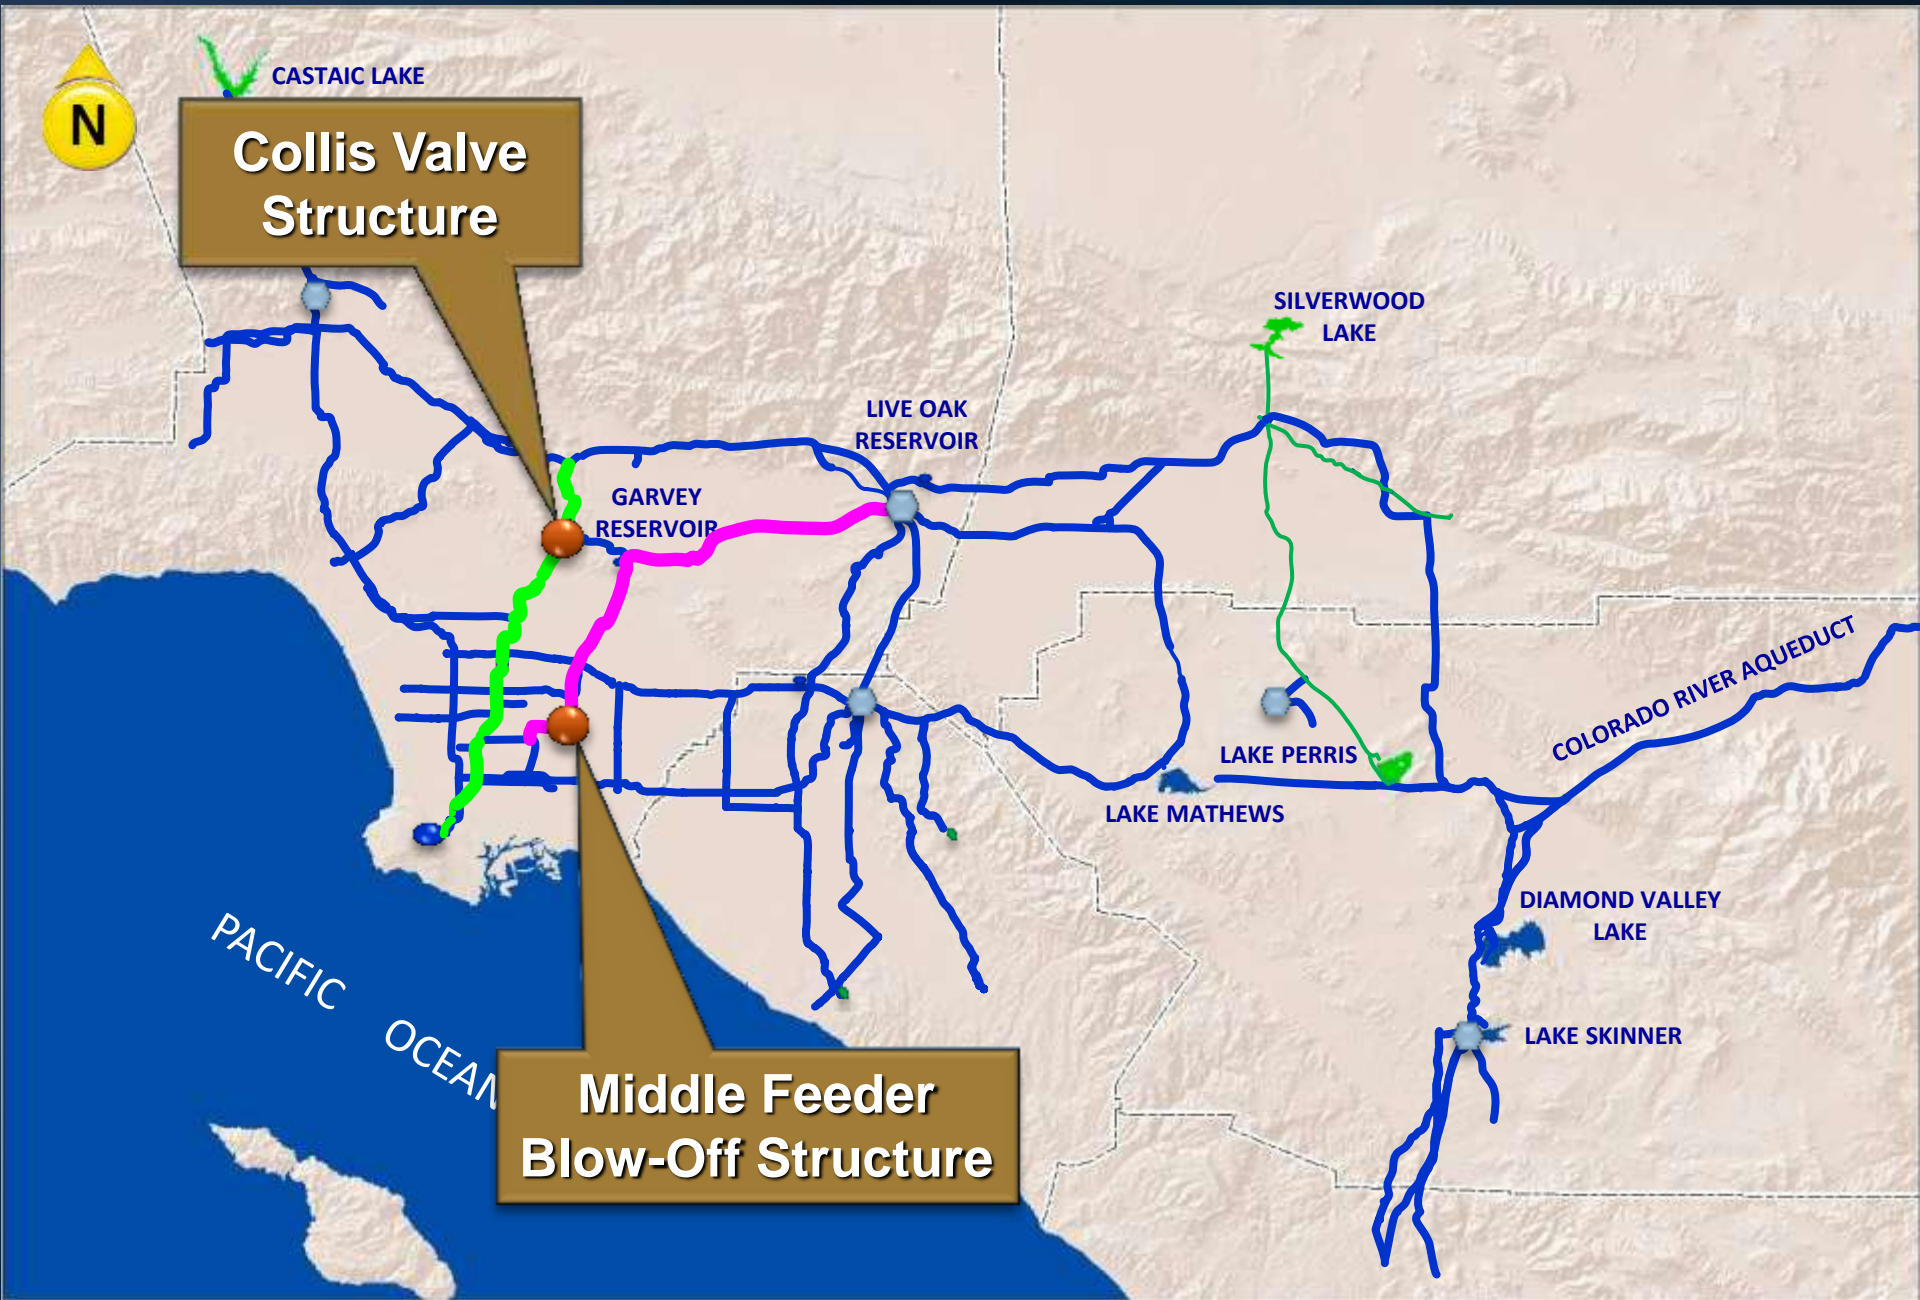 CASTAIC LAKE
N
Collis Valve
Structure
SILVERWOOD
LAKE
LIVE OAK
RESERVOIR
GARVEY
RESERVOIR
COLORADO RIVER AQUEDUCT
LAKE PERRIS
LAKE MATHEWS
DIAMOND VALLEY
LAKE
PACIFIC
OCEAN
LAKE SKINNER
Middle Feeder
Blow-Off Structure